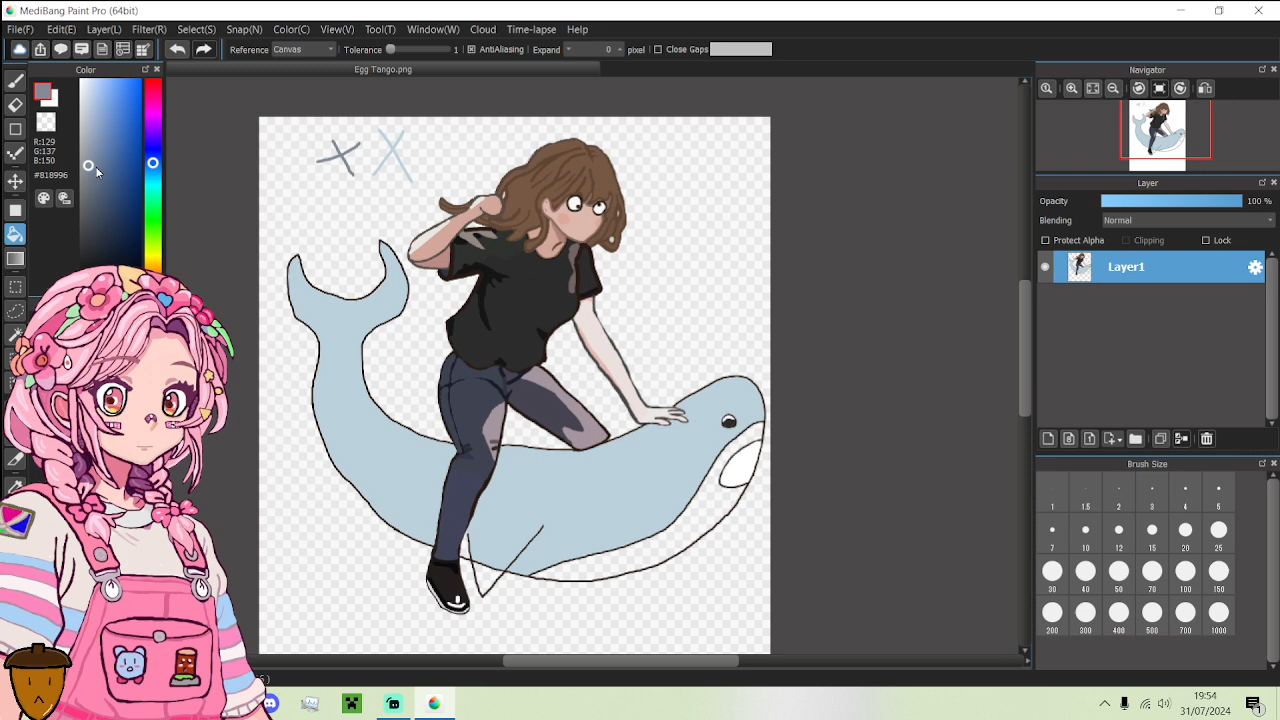 MediBang Paint Pro (64bit)
File(F) Edit(E) Layer(L) Filter(R) Select(S) Snap(N) Color(C) View(V) Tool(T) Window(W) Cloud Time-lapse Help
Reference Canvas Tolerance 1 AntiAliasing Expand 0 pixel Close Gaps
Color
Egg Tango.png
Navigator
R:129
G:137
B:150
#818996
Layer
Opacity 100 %
Blending Normal
Protect Alpha Clipping Lock
Layer1
Brush Size
1 1.5 2 3 4 5
7 10 12 15 20 25
30 40 50 70 100 150
200 300 400 500 700 1000
19:54
31/07/2024
1